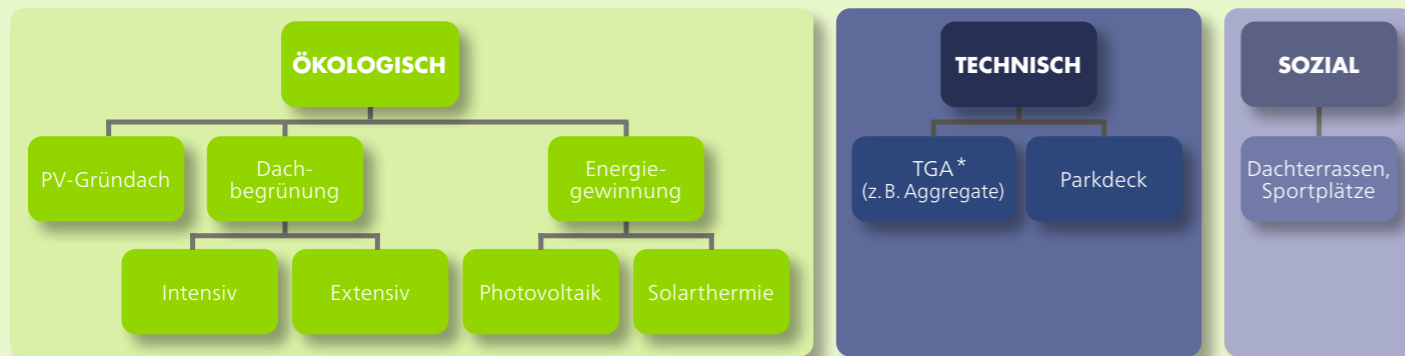 ÖKOLOGISCH
PV-Gründach
Dach-
begrünung
Energie-
gewinnung
Intensiv
Extensiv
Photovoltaik
Solarthermie
TECHNISCH
TGA*
(z. B. Aggregate)
Parkdeck
SOZIAL
Dachterrassen,
Sportplätze